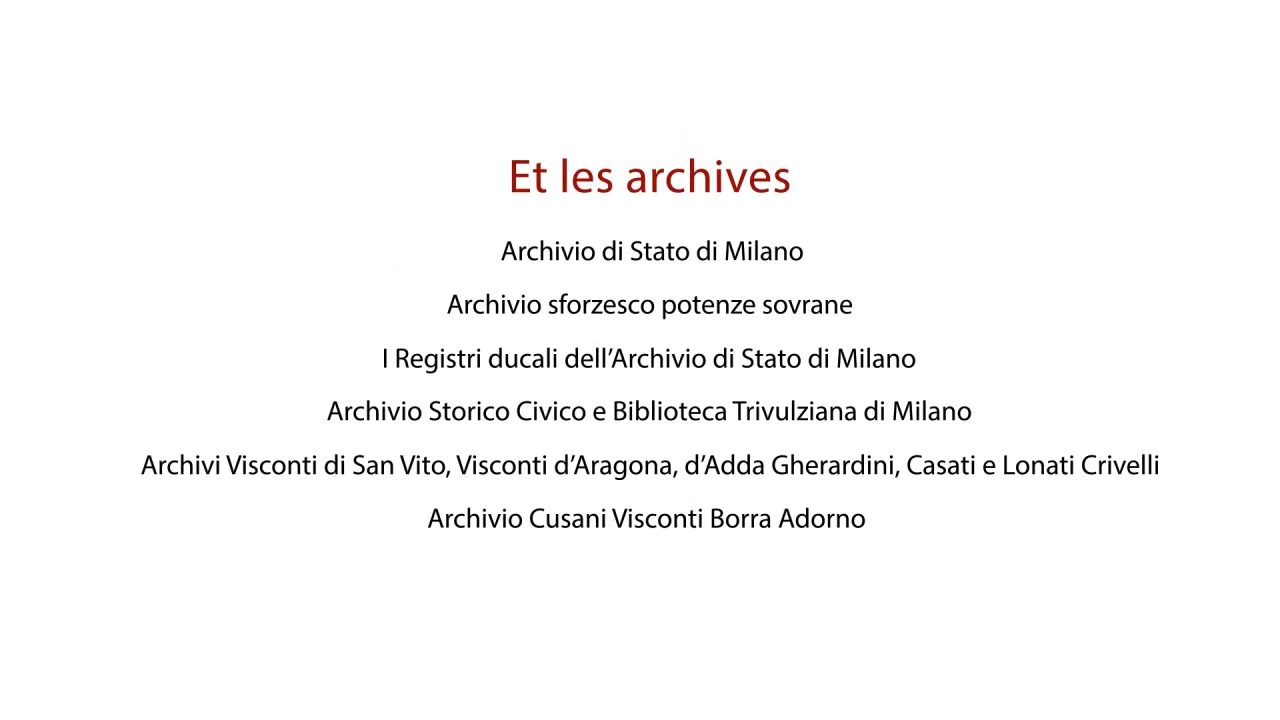 Et les archives
Archivio di Stato di Milano
Archivio sforzesco potenze sovrane
I Registri ducali dell’Archivio di Stato di Milano
Archivio Storico Civico e Biblioteca Trivulziana di Milano
Archivi Visconti di San Vito, Visconti d’Aragona, d’Adda Gherardini, Casati e Lonati Crivelli
Archivio Cusani Visconti Borra Adorno